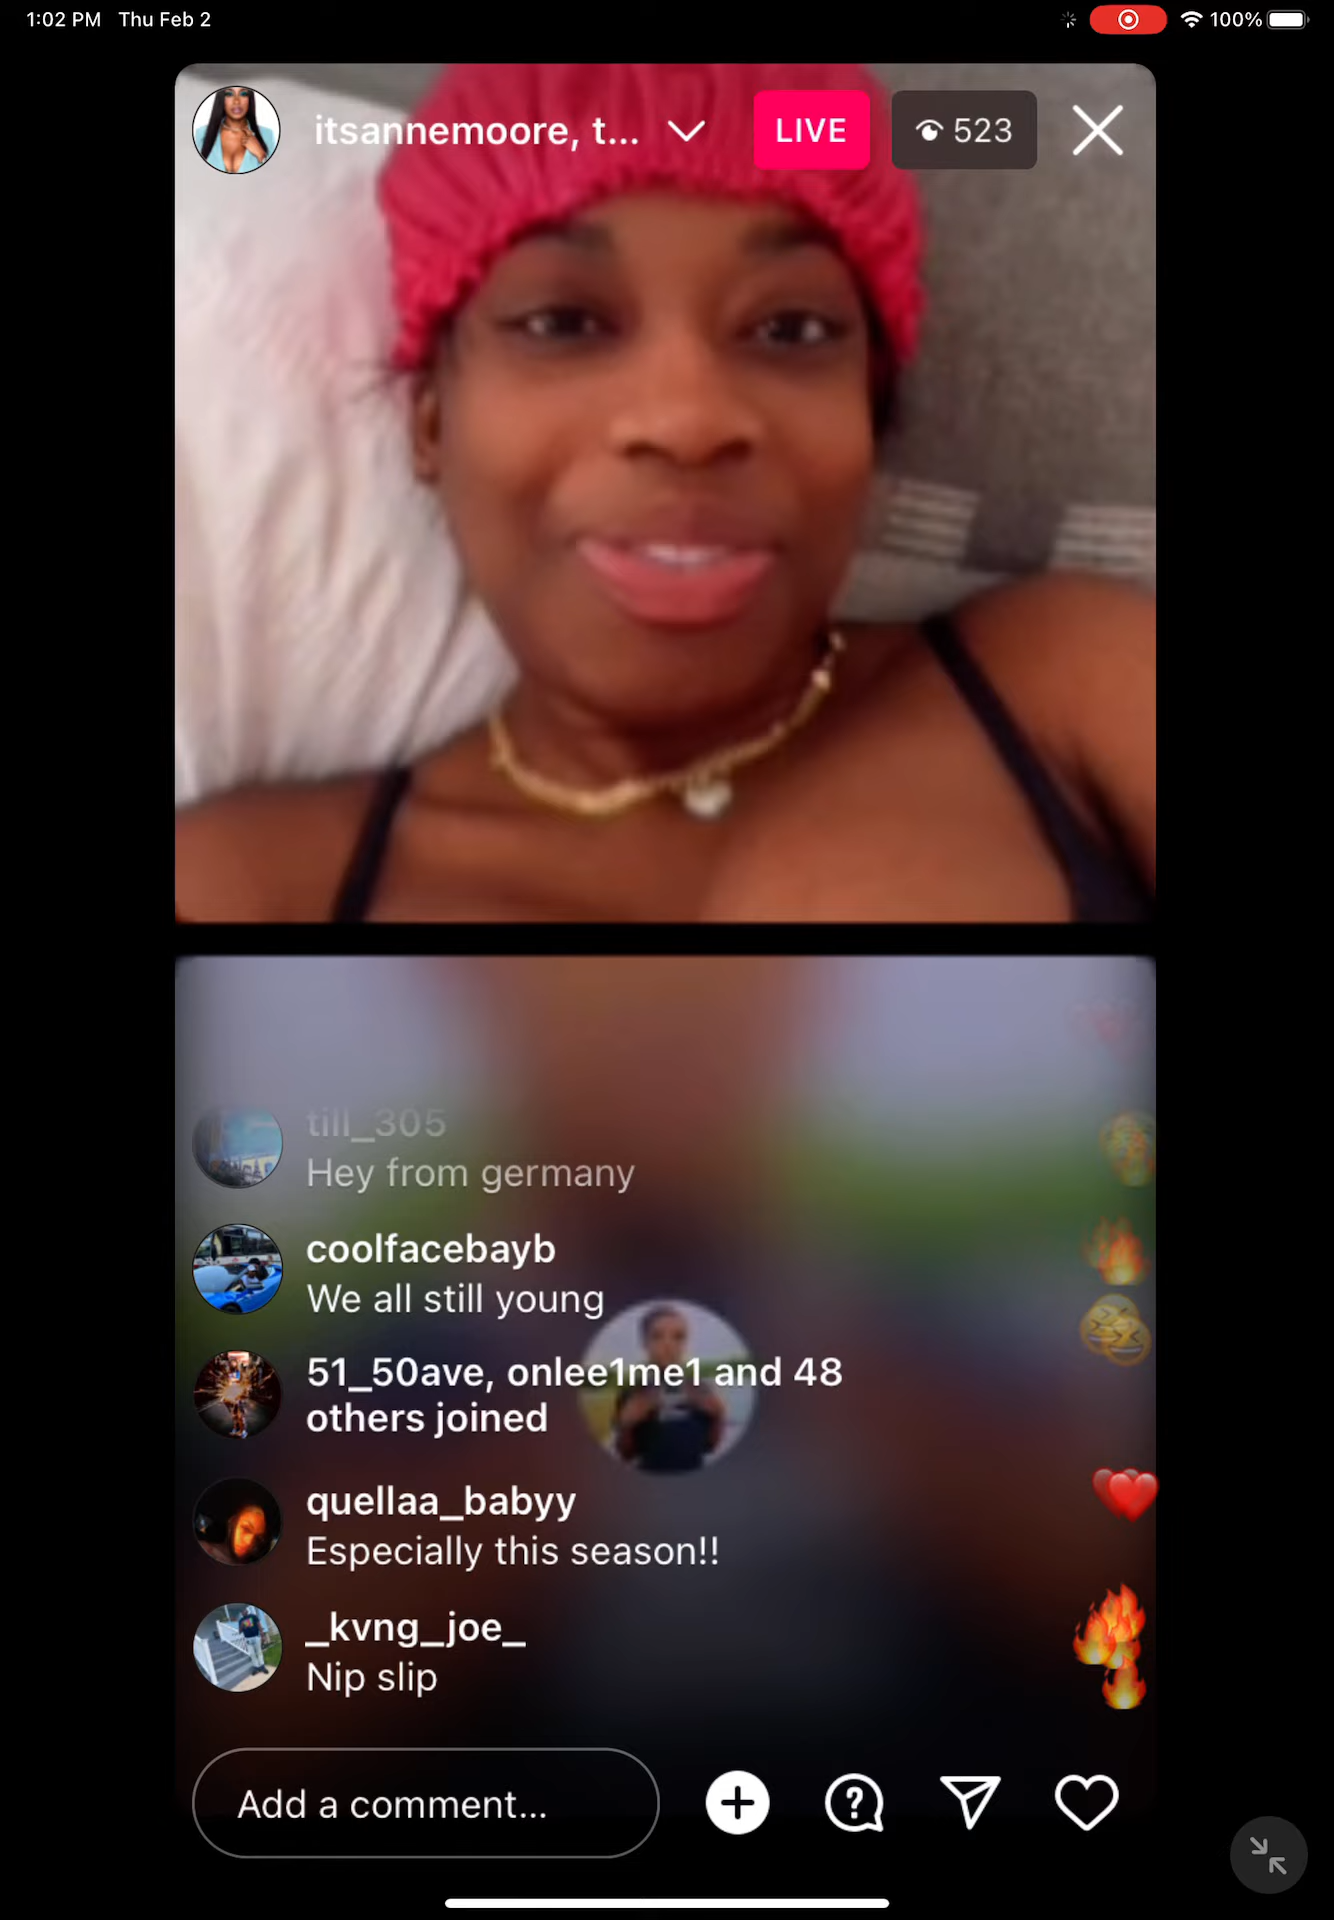 1:02 PM Thu Feb 2
100%
itsannemoore, t...
LIVE
523
till_305
Hey from germany
coolfacebayb
We all still young
51_50ave, onlee1me1 and 48
others joined
quellaa_babyy
Especially this season!!
_kvng_joe_
Nip slip
Add a comment...